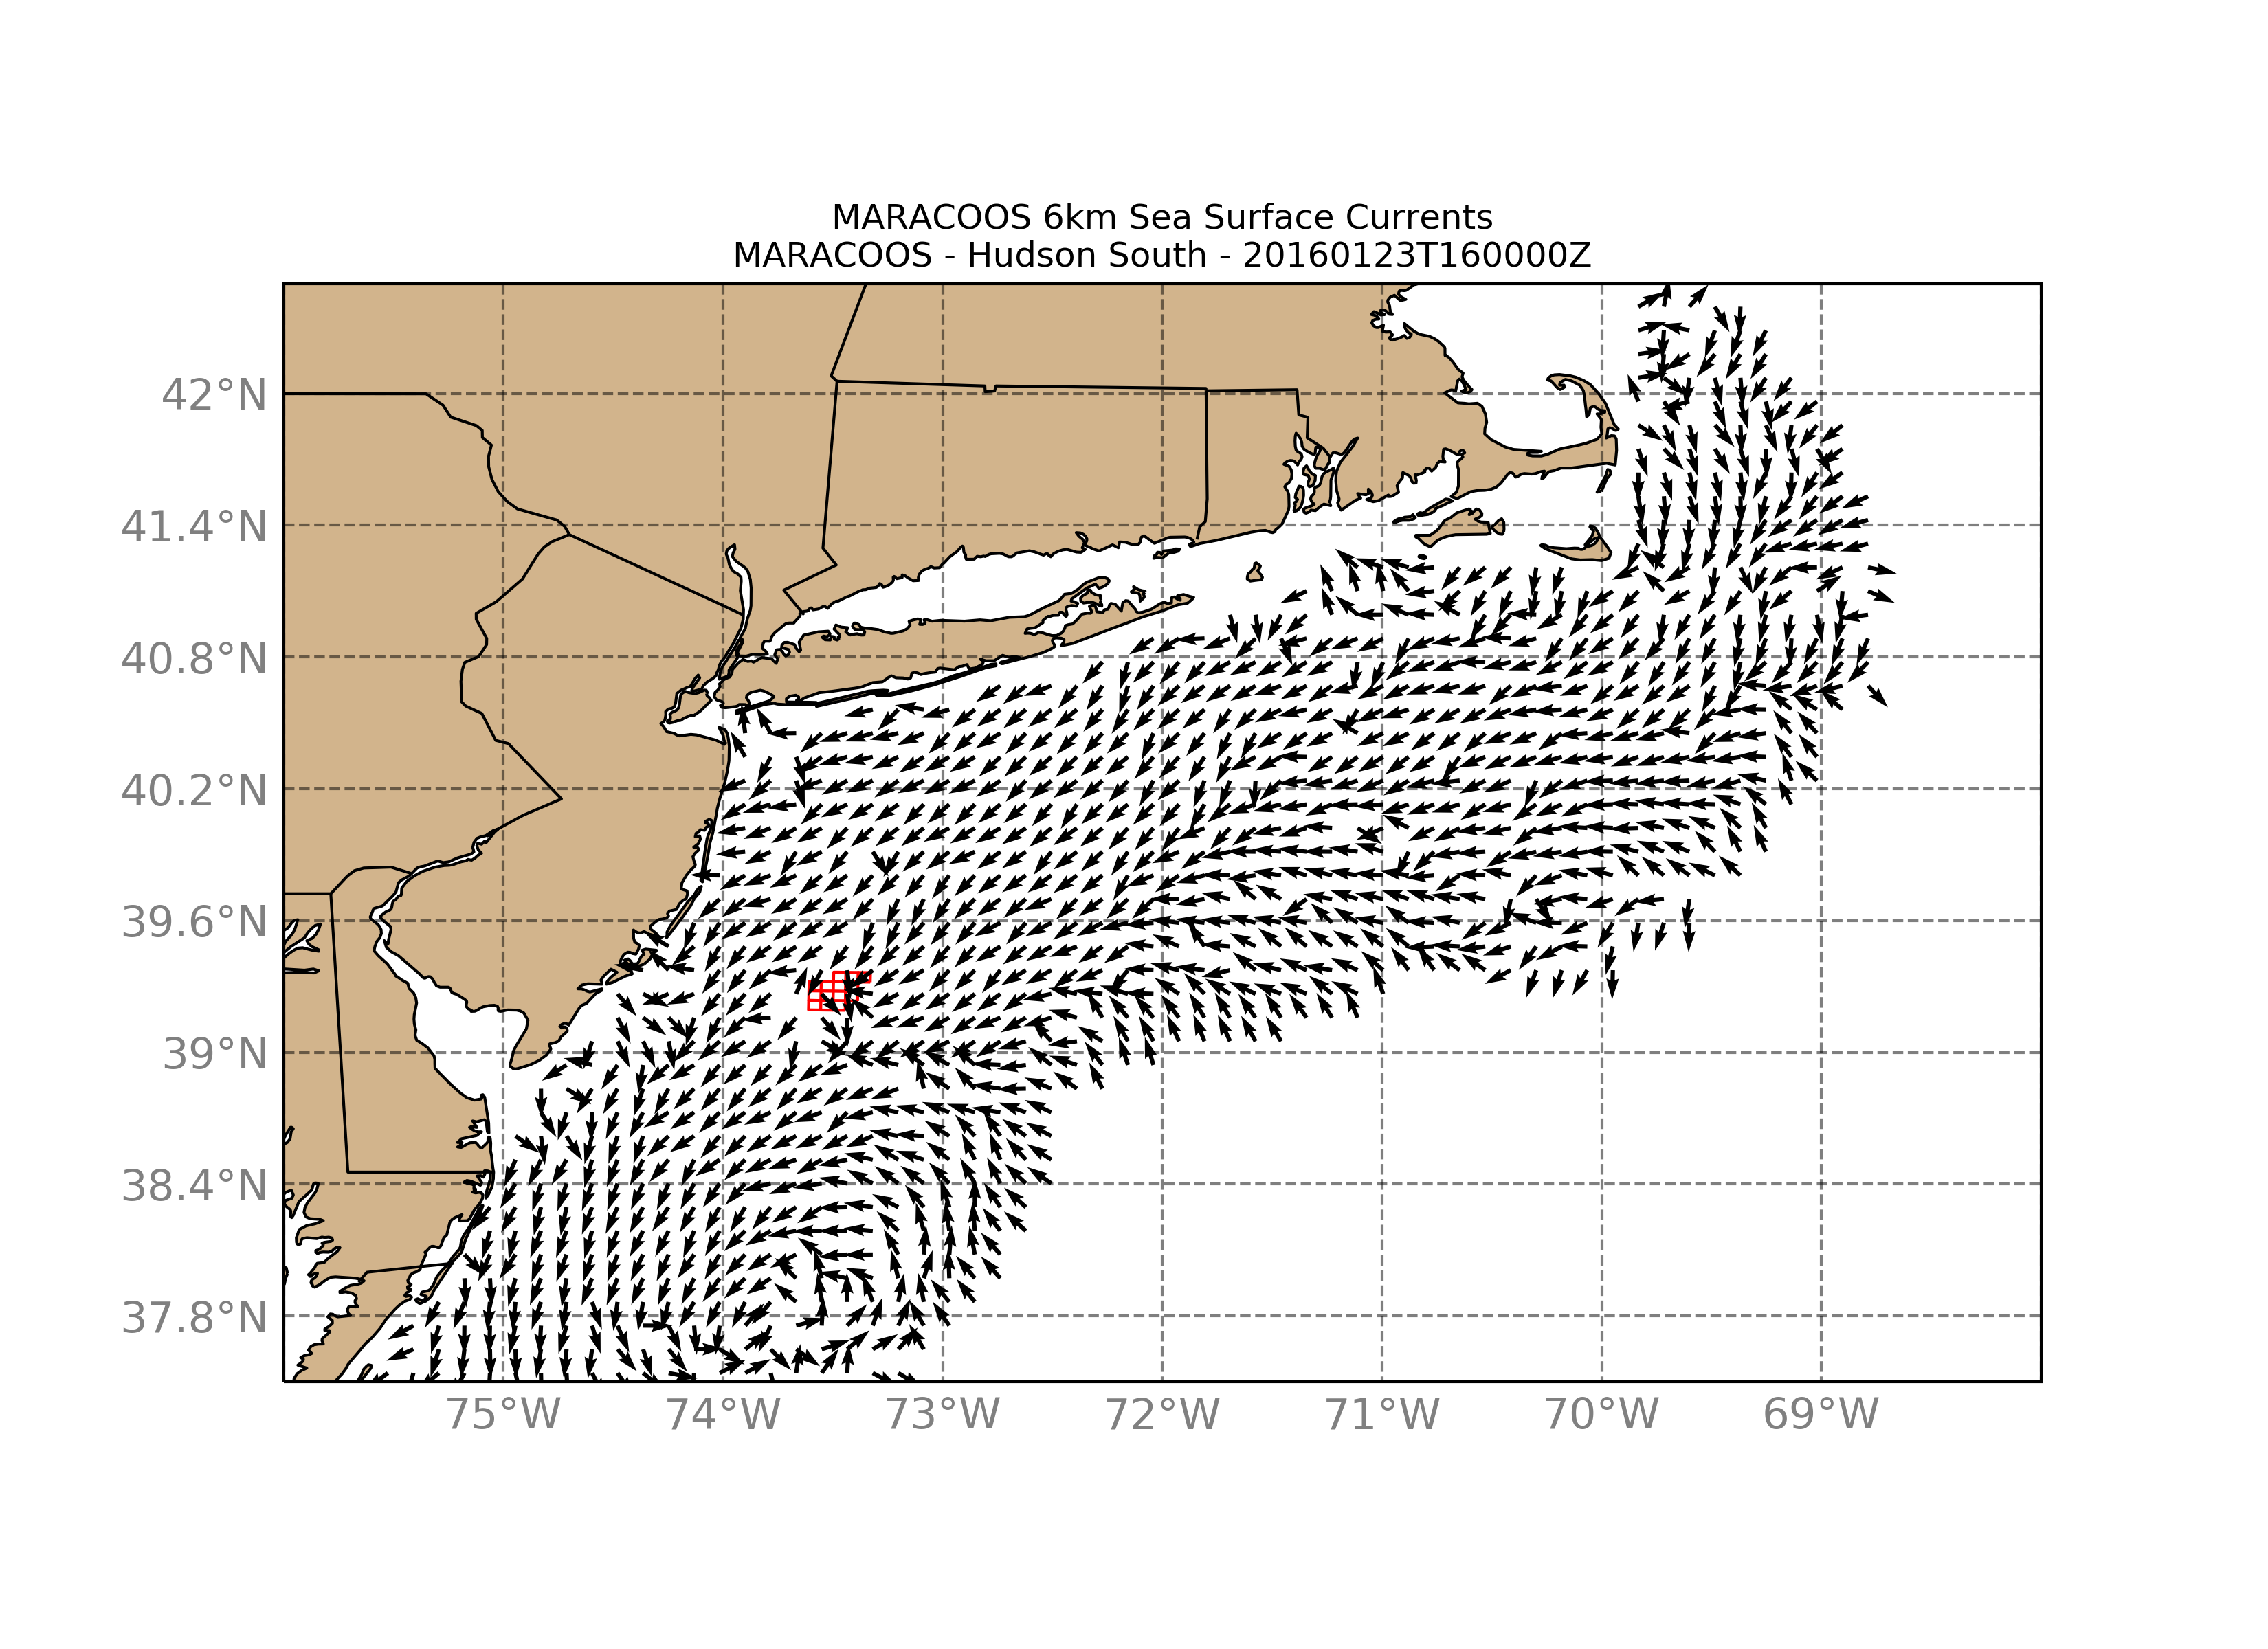 MARACOOS 6km Sea Surface Currents
MARACOOS - Hudson South - 20160123T160000Z
42°N
41.4°N
40.8°N
40.2°N
39.6°N
39°N
38.4°N
37.8°N
75°W 74°W 73°W 72°W 71°W 70°W 69°W